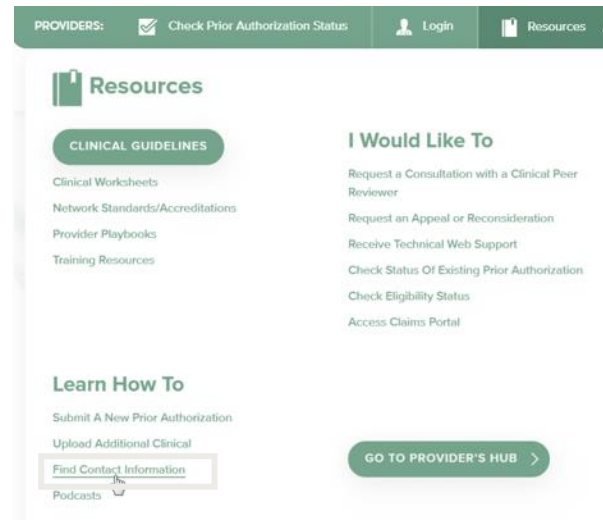 PROVIDERS:
Check Prior Authorization Status
Login
Resources
Resources
CLINICAL GUIDELINES
Clinical Worksheets
Network Standards/Accreditations
Provider Playbooks
Training Resources
I Would Like To
Request a Consultation with a Clinical Peer
Reviewer
Request an Appeal or Reconsideration
Receive Technical Web Support
Check Status Of Existing Prior Authorization
Check Eligibility Status
Access Claims Portal
Learn How To
Submit A New Prior Authorization
Upload Additional Clinical
Find Contact Information
Podcasts
GO TO PROVIDER'S HUB